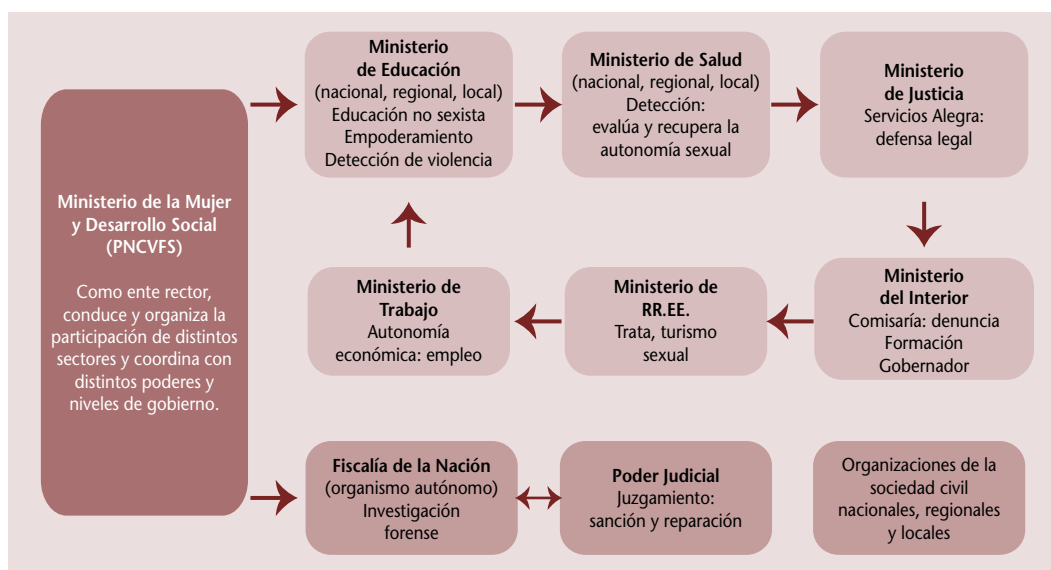 Ministerio de la Mujer
y Desarrollo Social
(PNCVFS)
Como ente rector,
conduce y organiza la
participación de distintos
sectores y coordina con
distintos poderes y
niveles de gobierno.
Ministerio
de Educación
(nacional, regional, local)
Educación no sexista
Empoderamiento
Detección de violencia
Ministerio de Salud
(nacional, regional, local)
Detección:
evalúa y recupera la
autonomía sexual
Ministerio
de Justicia
Servicios Alegra:
defensa legal
Ministerio de
Trabajo
Autonomía
económica: empleo
Ministerio de
RR.EE.
Trata, turismo
sexual
Ministerio
del Interior
Comisaría: denuncia
Formación
Gobernador
Fiscalía de la Nación
(organismo autónomo)
Investigación
forense
Poder Judicial
Juzgamiento:
sanción y reparación
Organizaciones de la
sociedad civil
nacionales, regionales
y locales